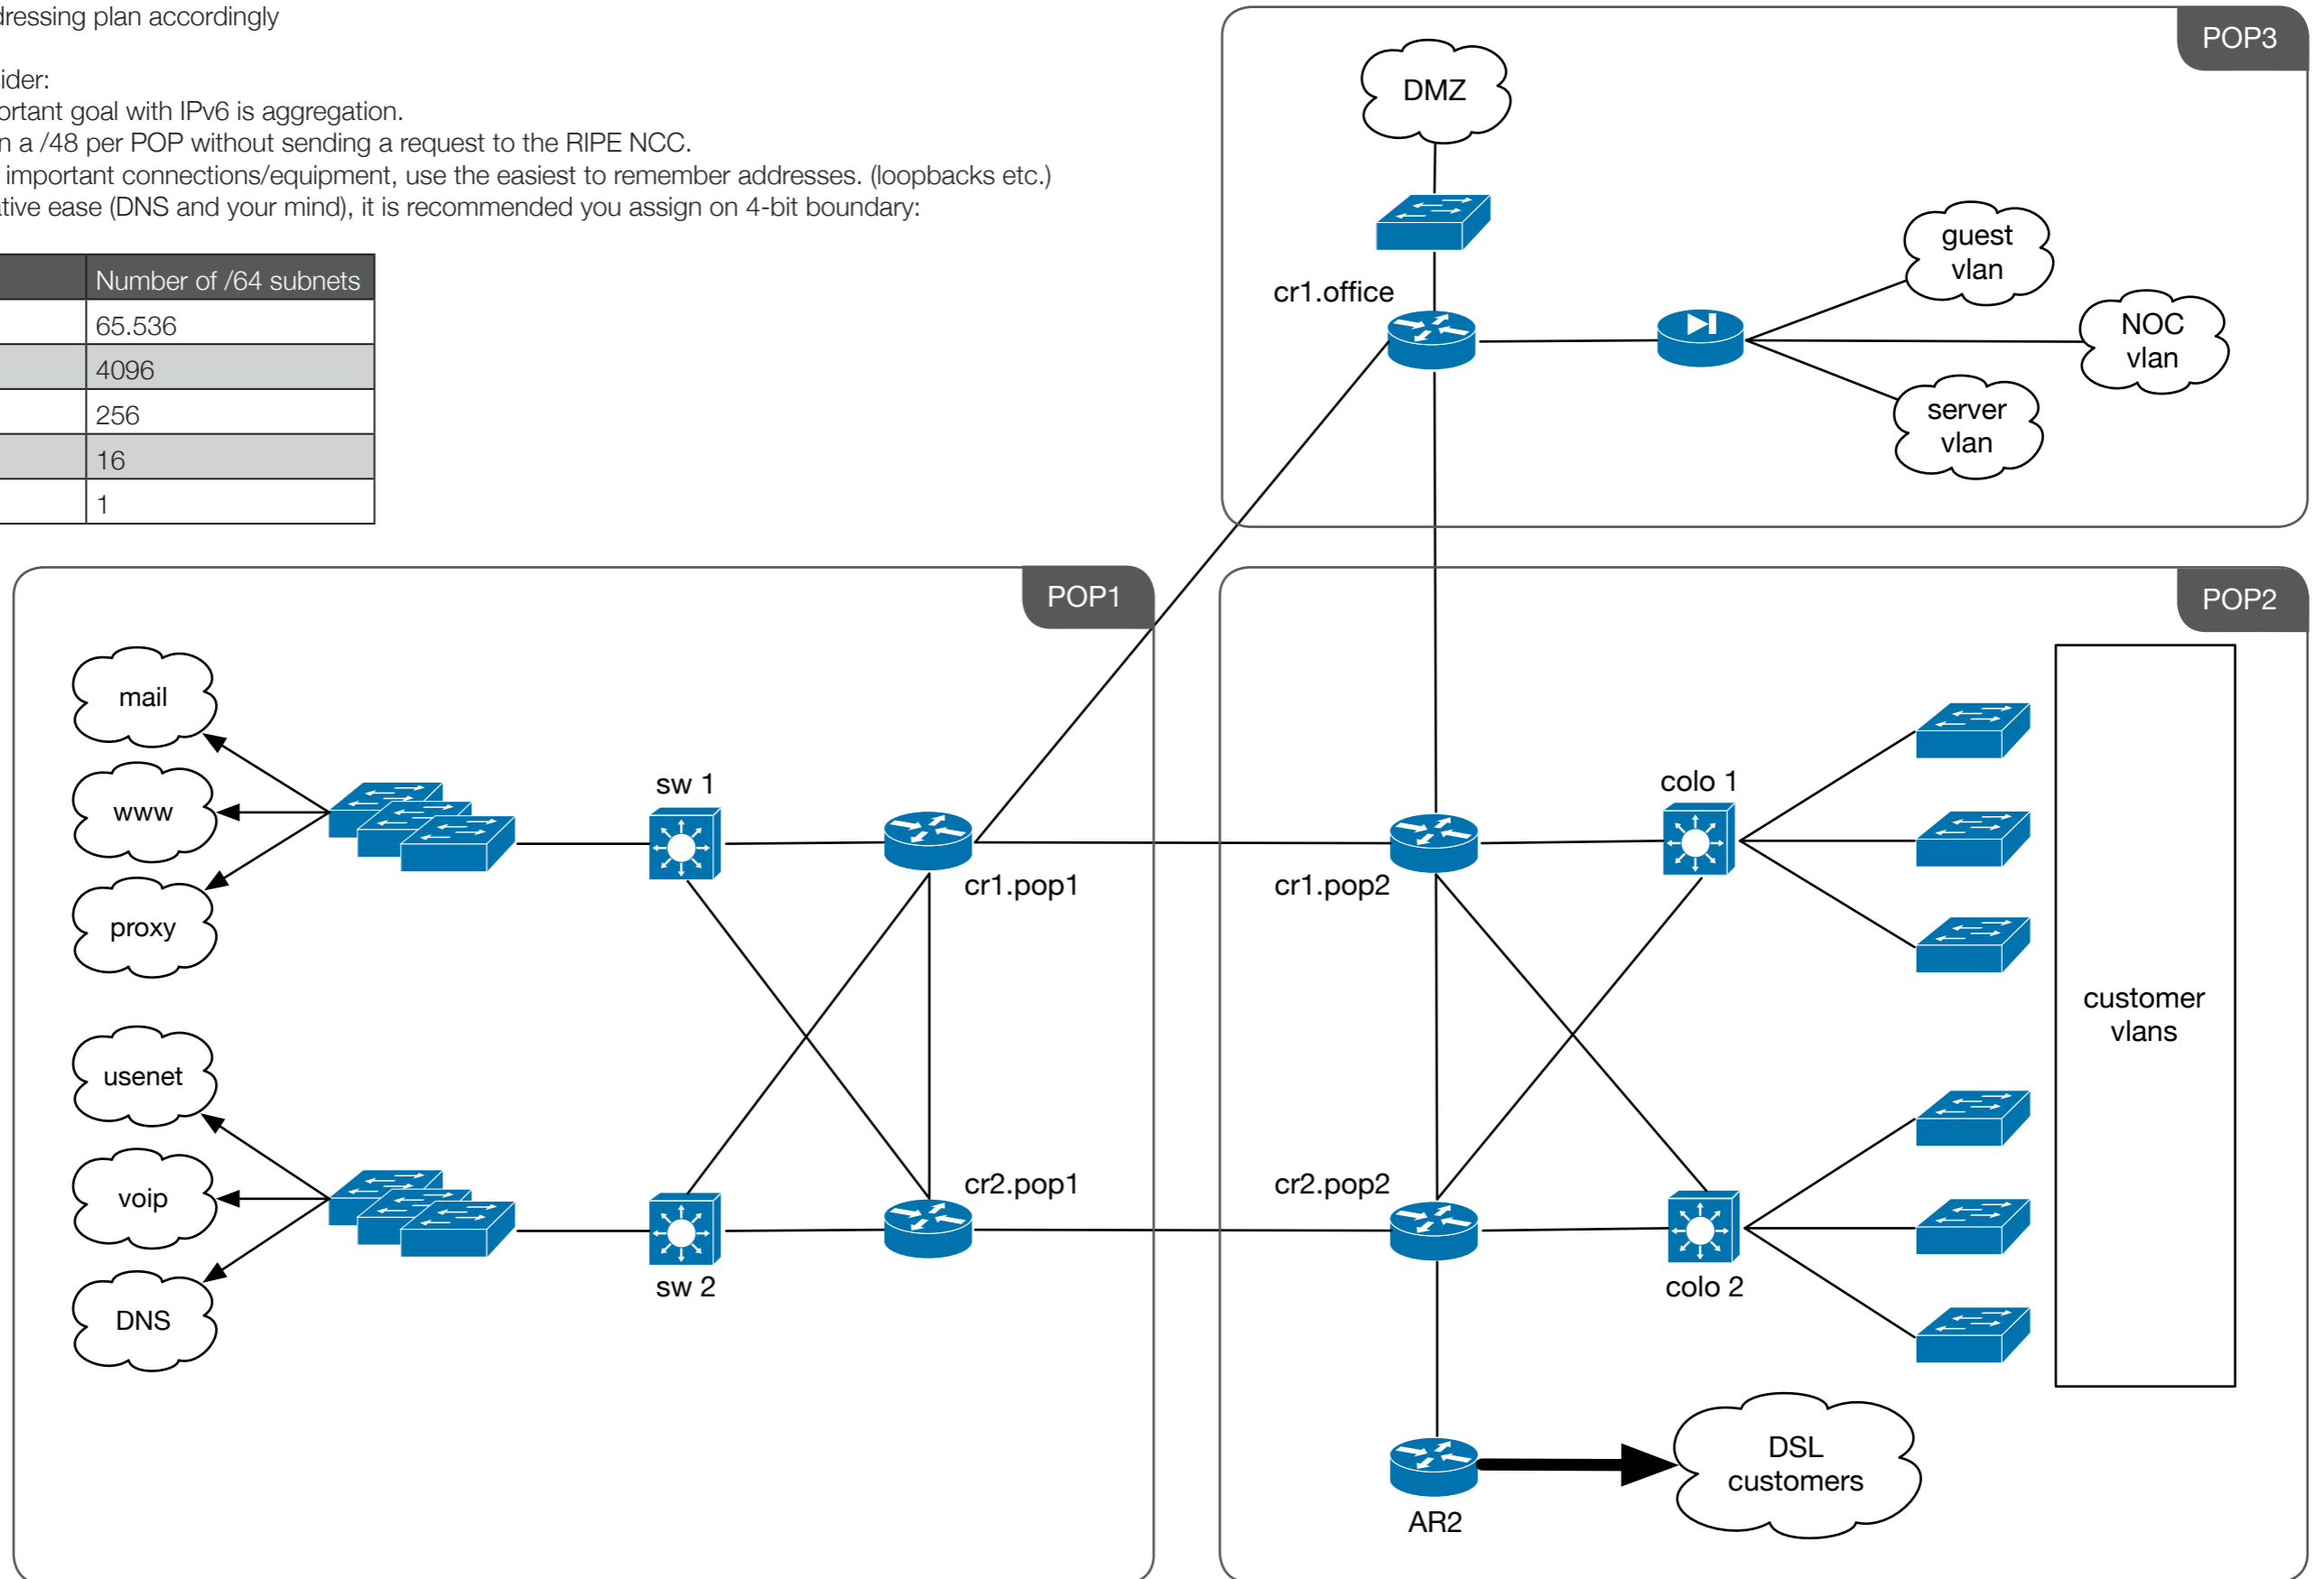 dressing plan accordingly
sider:
portant goal with IPv6 is aggregation.
n a /48 per POP without sending a request to the RIPE NCC.
important connections/equipment, use the easiest to remember addresses. (loopbacks etc.)
ative ease (DNS and your mind), it is recommended you assign on 4-bit boundary:
Number of /64 subnets
65.536
4096
256
16
1
POP3
DMZ
cr1.office
guest
vlan
NOC
vlan
server
vlan
POP1
mail
www
proxy
usenet
voip
DNS
sw 1
sw 2
cr1.pop1
cr2.pop1
POP2
cr1.pop2
cr2.pop2
colo 1
colo 2
customer
vlans
AR2
DSL
customers